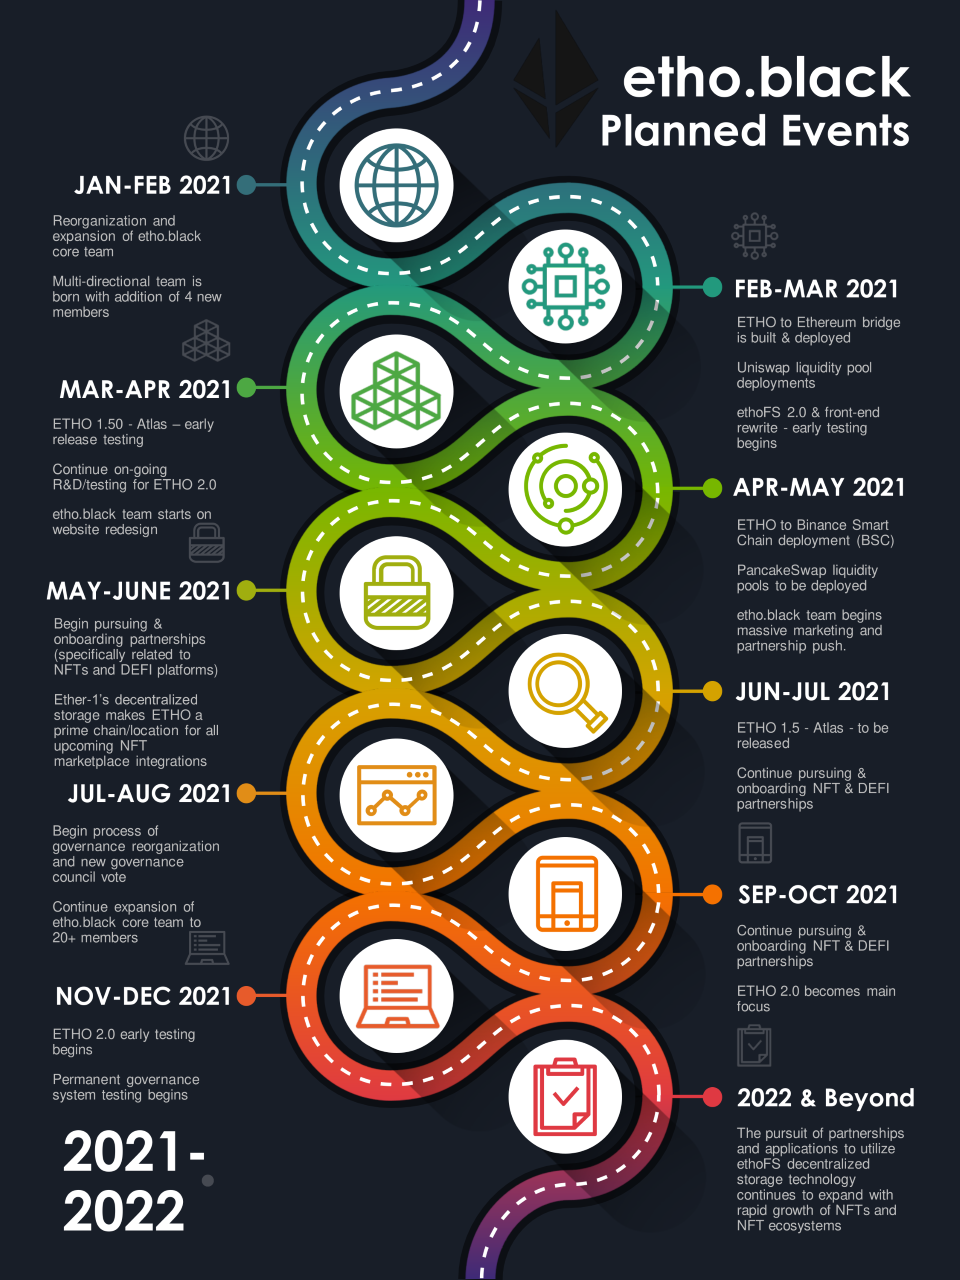 etho.black
Planned Events
JAN-FEB 2021
Reorganization and
expansion of etho.black
core team
Multi-directional team is
born with addition of 4 new
members
FEB-MAR 2021
ETHO to Ethereum bridge
is built & deployed
Uniswap liquidity pool
deployments
ethoFS 2.0 & front-end
rewrite - early testing
begins
MAR-APR 2021
ETHO 1.50 - Atlas – early
release testing
Continue on-going
R&D/testing for ETHO 2.0
etho.black team starts on
website redesign
APR-MAY 2021
ETHO to Binance Smart
Chain deployment (BSC)
PancakeSwap liquidity
pools to be deployed
etho.black team begins
massive marketing and
partnership push.
MAY-JUNE 2021
Begin pursuing &
onboarding partnerships
(specifically related to
NFTs and DEFI platforms)
Ether-1's decentralized
storage makes ETHO a
prime chain/location for all
upcoming NFT
marketplace integrations
JUN-JUL 2021
ETHO 1.5 - Atlas - to be
released
Continue pursuing &
onboarding NFT & DEFI
partnerships
JUL-AUG 2021
Begin process of
governance reorganization
and new governance
council vote
Continue expansion of
etho.black core team to
20+ members
SEP-OCT 2021
Continue pursuing &
onboarding NFT & DEFI
partnerships
ETHO 2.0 becomes main
focus
NOV-DEC 2021
ETHO 2.0 early testing
begins
Permanent governance
system testing begins
2022 & Beyond
The pursuit of partnerships
and applications to utilize
ethoFS decentralized
storage technology
continues to expand with
rapid growth of NFTs and
NFT ecosystems
2021-
2022